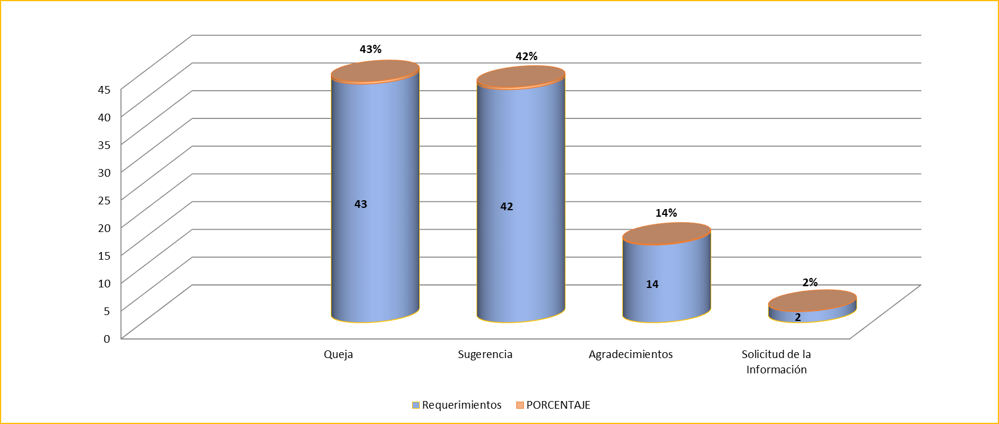 43%
42%
14%
2%
45
40
35
30
25
20
15
10
5
0
43
42
14
2
Queja
Sugerencia
Agradecimientos
Solicitud de la
Información
Requerimientos
PORCENTAJE